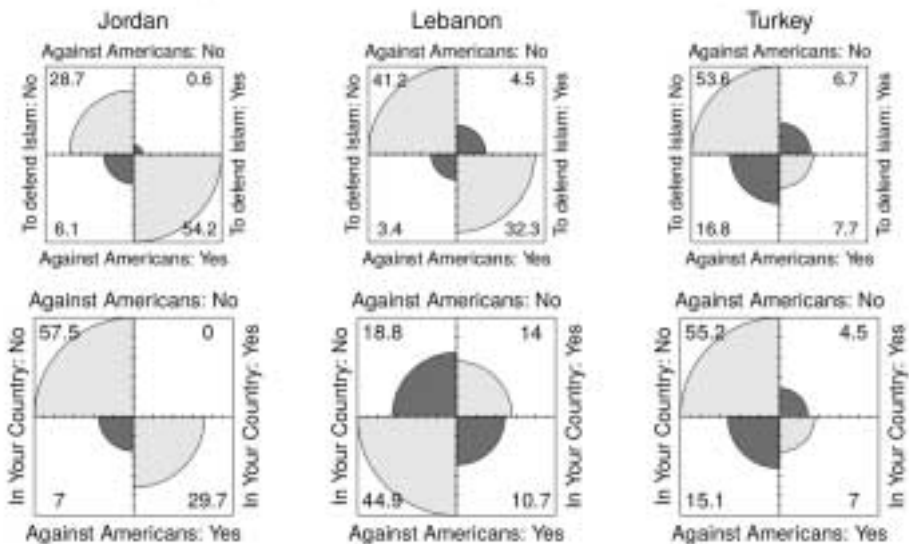 Jordan Lebanon Turkey
Against Americans: No Against Americans: No Against Americans: No
28.7 0.6 41.2 4.5 53.6 6.7
To defend Islam: No To defend Islam: Yes To defend Islam: No To defend Islam: Yes To defend Islam: No To defend Islam: Yes
6.1 54.2 3.4 32.3 16.8 7.7
Against Americans: Yes Against Americans: Yes Against Americans: Yes
Against Americans: No Against Americans: No Against Americans: No
57.5 0 18.8 14 55.2 4.5
In Your Country: No In Your Country: Yes In Your Country: No In Your Country: Yes In Your Country: No In Your Country: Yes
7 29.7 44.9 10.7 15.1 7
Against Americans: Yes Against Americans: Yes Against Americans: Yes